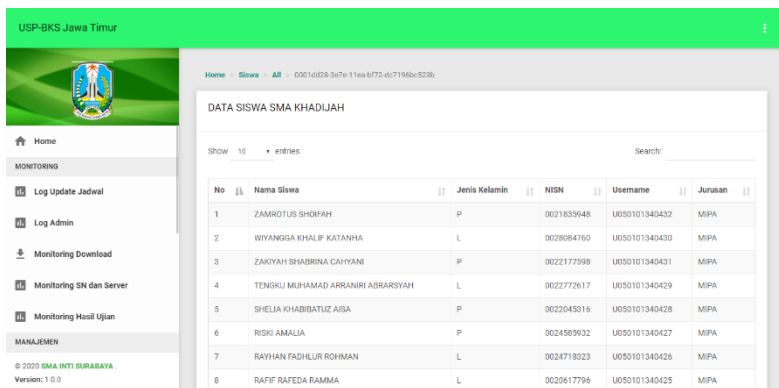 USP-BKS Jawa Timur
Home > Siswa > All > 0001dd28-3e7e-11ea-bf72-dc7196bc523b
DATA SISWA SMA KHADIJAH
Show 10 entries Search:
No Nama Siswa Jenis Kelamin NISN Username Jurusan
1 ZAMROTUS SHOIFAH P 0021835948 U050101340432 MIPA
2 WIYANGGA KHALIF KATANHA L 0028084760 U050101340430 MIPA
3 ZAKIYAH SHABRINA CAHYANI P 0022177598 U050101340431 MIPA
4 TENGKU MUHAMAD ARRANIRI ABRARSYAH L 0022772617 U050101340429 MIPA
5 SHELIA KHABIBATUZ AISA P 0022045316 U050101340428 MIPA
6 RISKI AMALIA P 0024585932 U050101340427 MIPA
7 RAYHAN FADHLUR ROHMAN L 0024718323 U050101340426 MIPA
8 RAFIF RAFEDA RAMMA L 0020617796 U050101340425 MIPA
Home
MONITORING
Log Update Jadwal
Log Admin
Monitoring Download
Monitoring SN dan Server
Monitoring Hasil Ujian
MANAJEMEN
© 2020 SMA INTI SURABAYA .
Version: 1.0.0